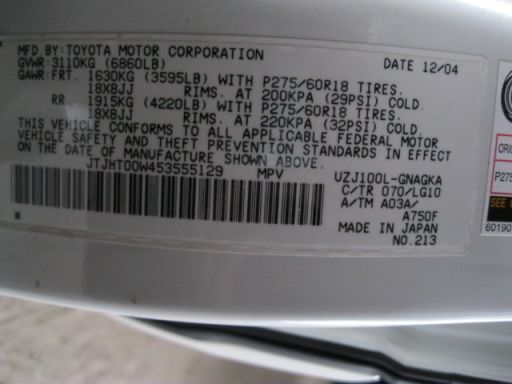 MFD BY: TOYOTA MOTOR CORPORATION DATE 12/04
GVWR: 3110KG (6860LB)
GAWR: FRT. 1630KG (3595LB) WITH P275/60R18 TIRES.
18X8JJ RIMS. AT 200KPA (29PSI) COLD.
RR 1915KG (4220LB) WITH P275/60R18 TIRES.
18X8JJ RIMS. AT 220KPA (32PSI) COLD.
THIS VEHICLE CONFORMS TO ALL APPLICABLE FEDERAL MOTOR
VEHICLE SAFETY AND THEFT PREVENTION STANDARDS IN EFFECT
ON THE DATE OF MANUFACTURE SHOWN ABOVE.
JTJHT00W453555129 MPV UZJ100L-GNAGKA
C/TR 070/LG10
A/TM A03A/
A750F
MADE IN JAPAN
NO.213
ORI
P275
SEE
60190